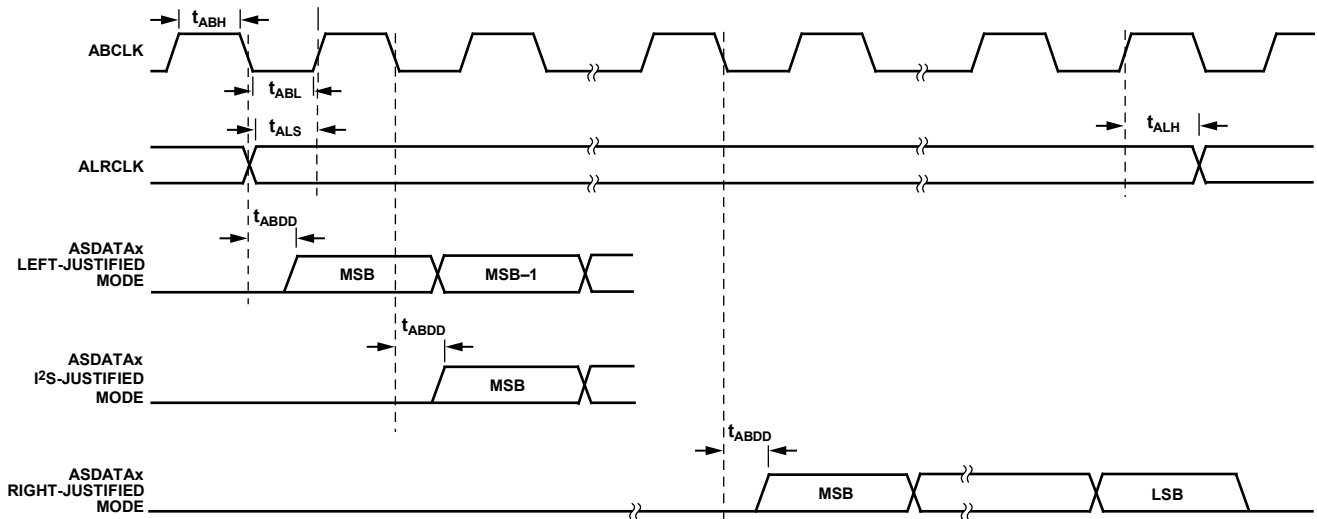 tABH
ABCLK
tABL
tALS
tALH
ALRCLK
tABDD
ASDATAx
LEFT-JUSTIFIED
MODE
MSB
MSB–1
tABDD
ASDATAx
I2S-JUSTIFIED
MODE
MSB
tABDD
ASDATAx
RIGHT-JUSTIFIED
MODE
MSB
LSB